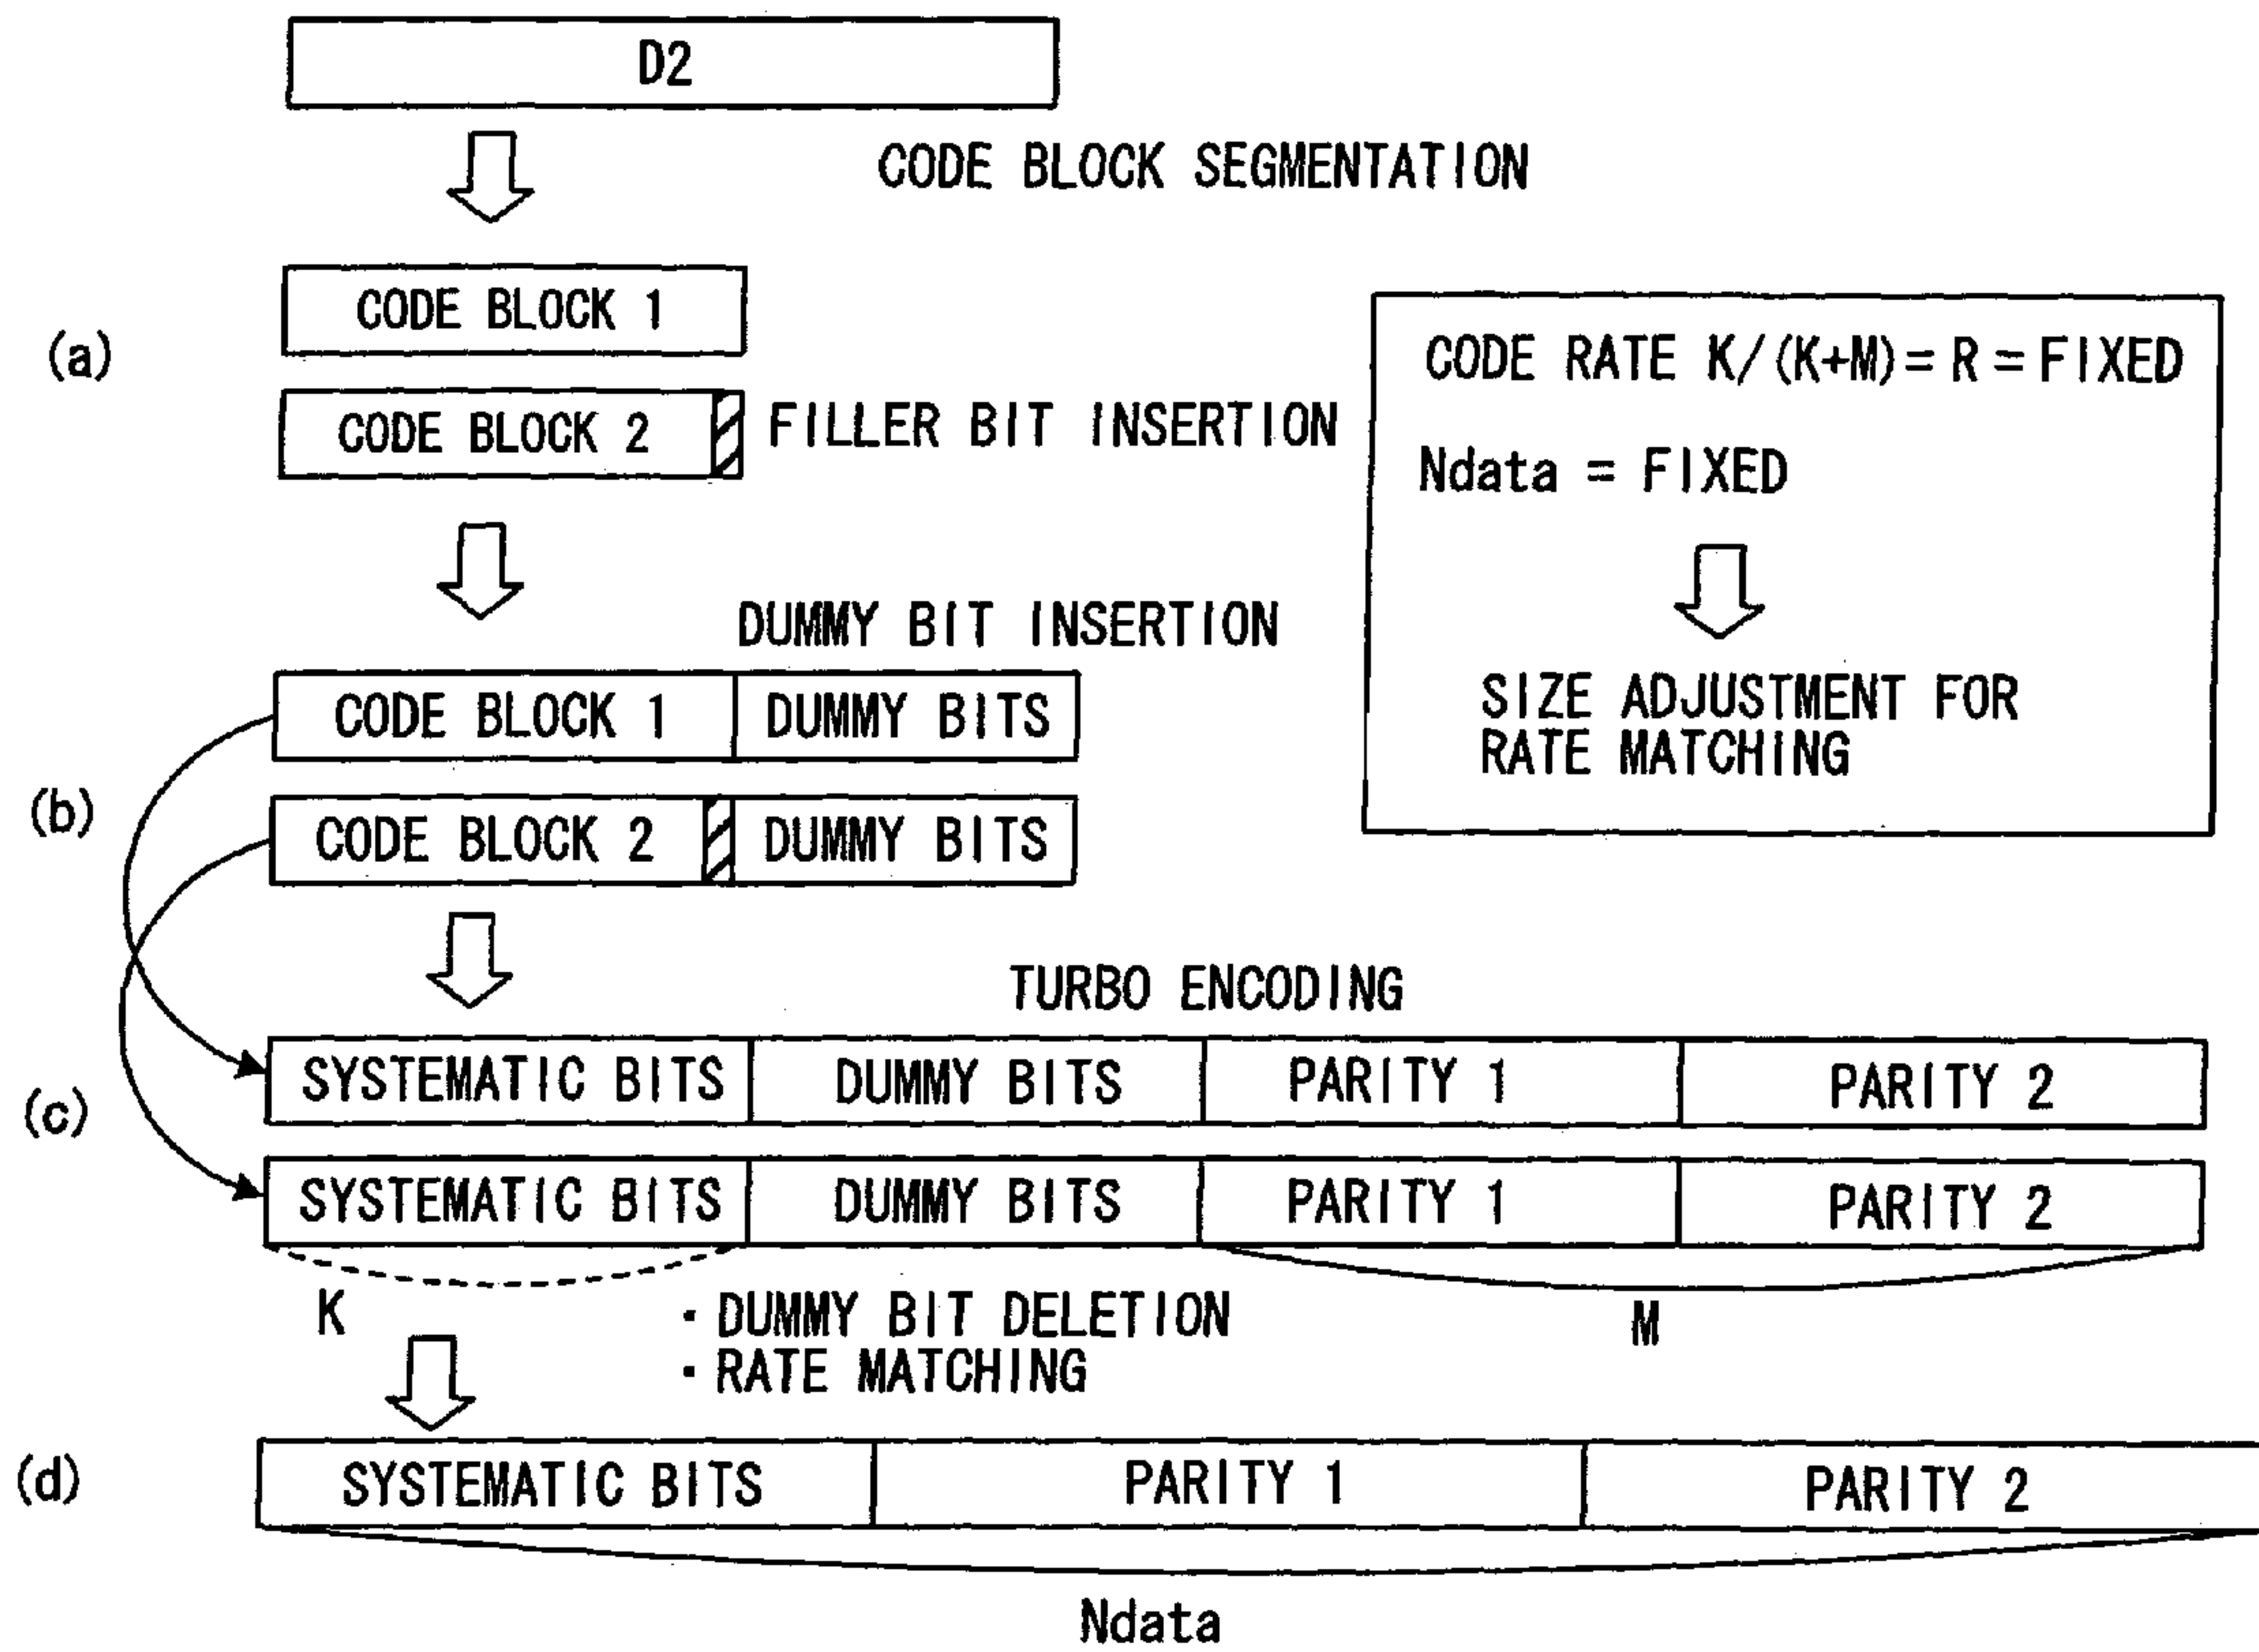 D2
CODE BLOCK SEGMENTATION
(a)
CODE BLOCK 1
CODE BLOCK 2
FILLER BIT INSERTION
CODE RATE K/(K+M)=R=FIXED
Ndata = FIXED
SIZE ADJUSTMENT FOR
RATE MATCHING
DUMMY BIT INSERTION
(b)
CODE BLOCK 1 DUMMY BITS
CODE BLOCK 2 DUMMY BITS
TURBO ENCODING
(c)
SYSTEMATIC BITS DUMMY BITS PARITY 1 PARITY 2
SYSTEMATIC BITS DUMMY BITS PARITY 1 PARITY 2
K
M
・DUMMY BIT DELETION
・RATE MATCHING
(d)
SYSTEMATIC BITS PARITY 1 PARITY 2
Ndata